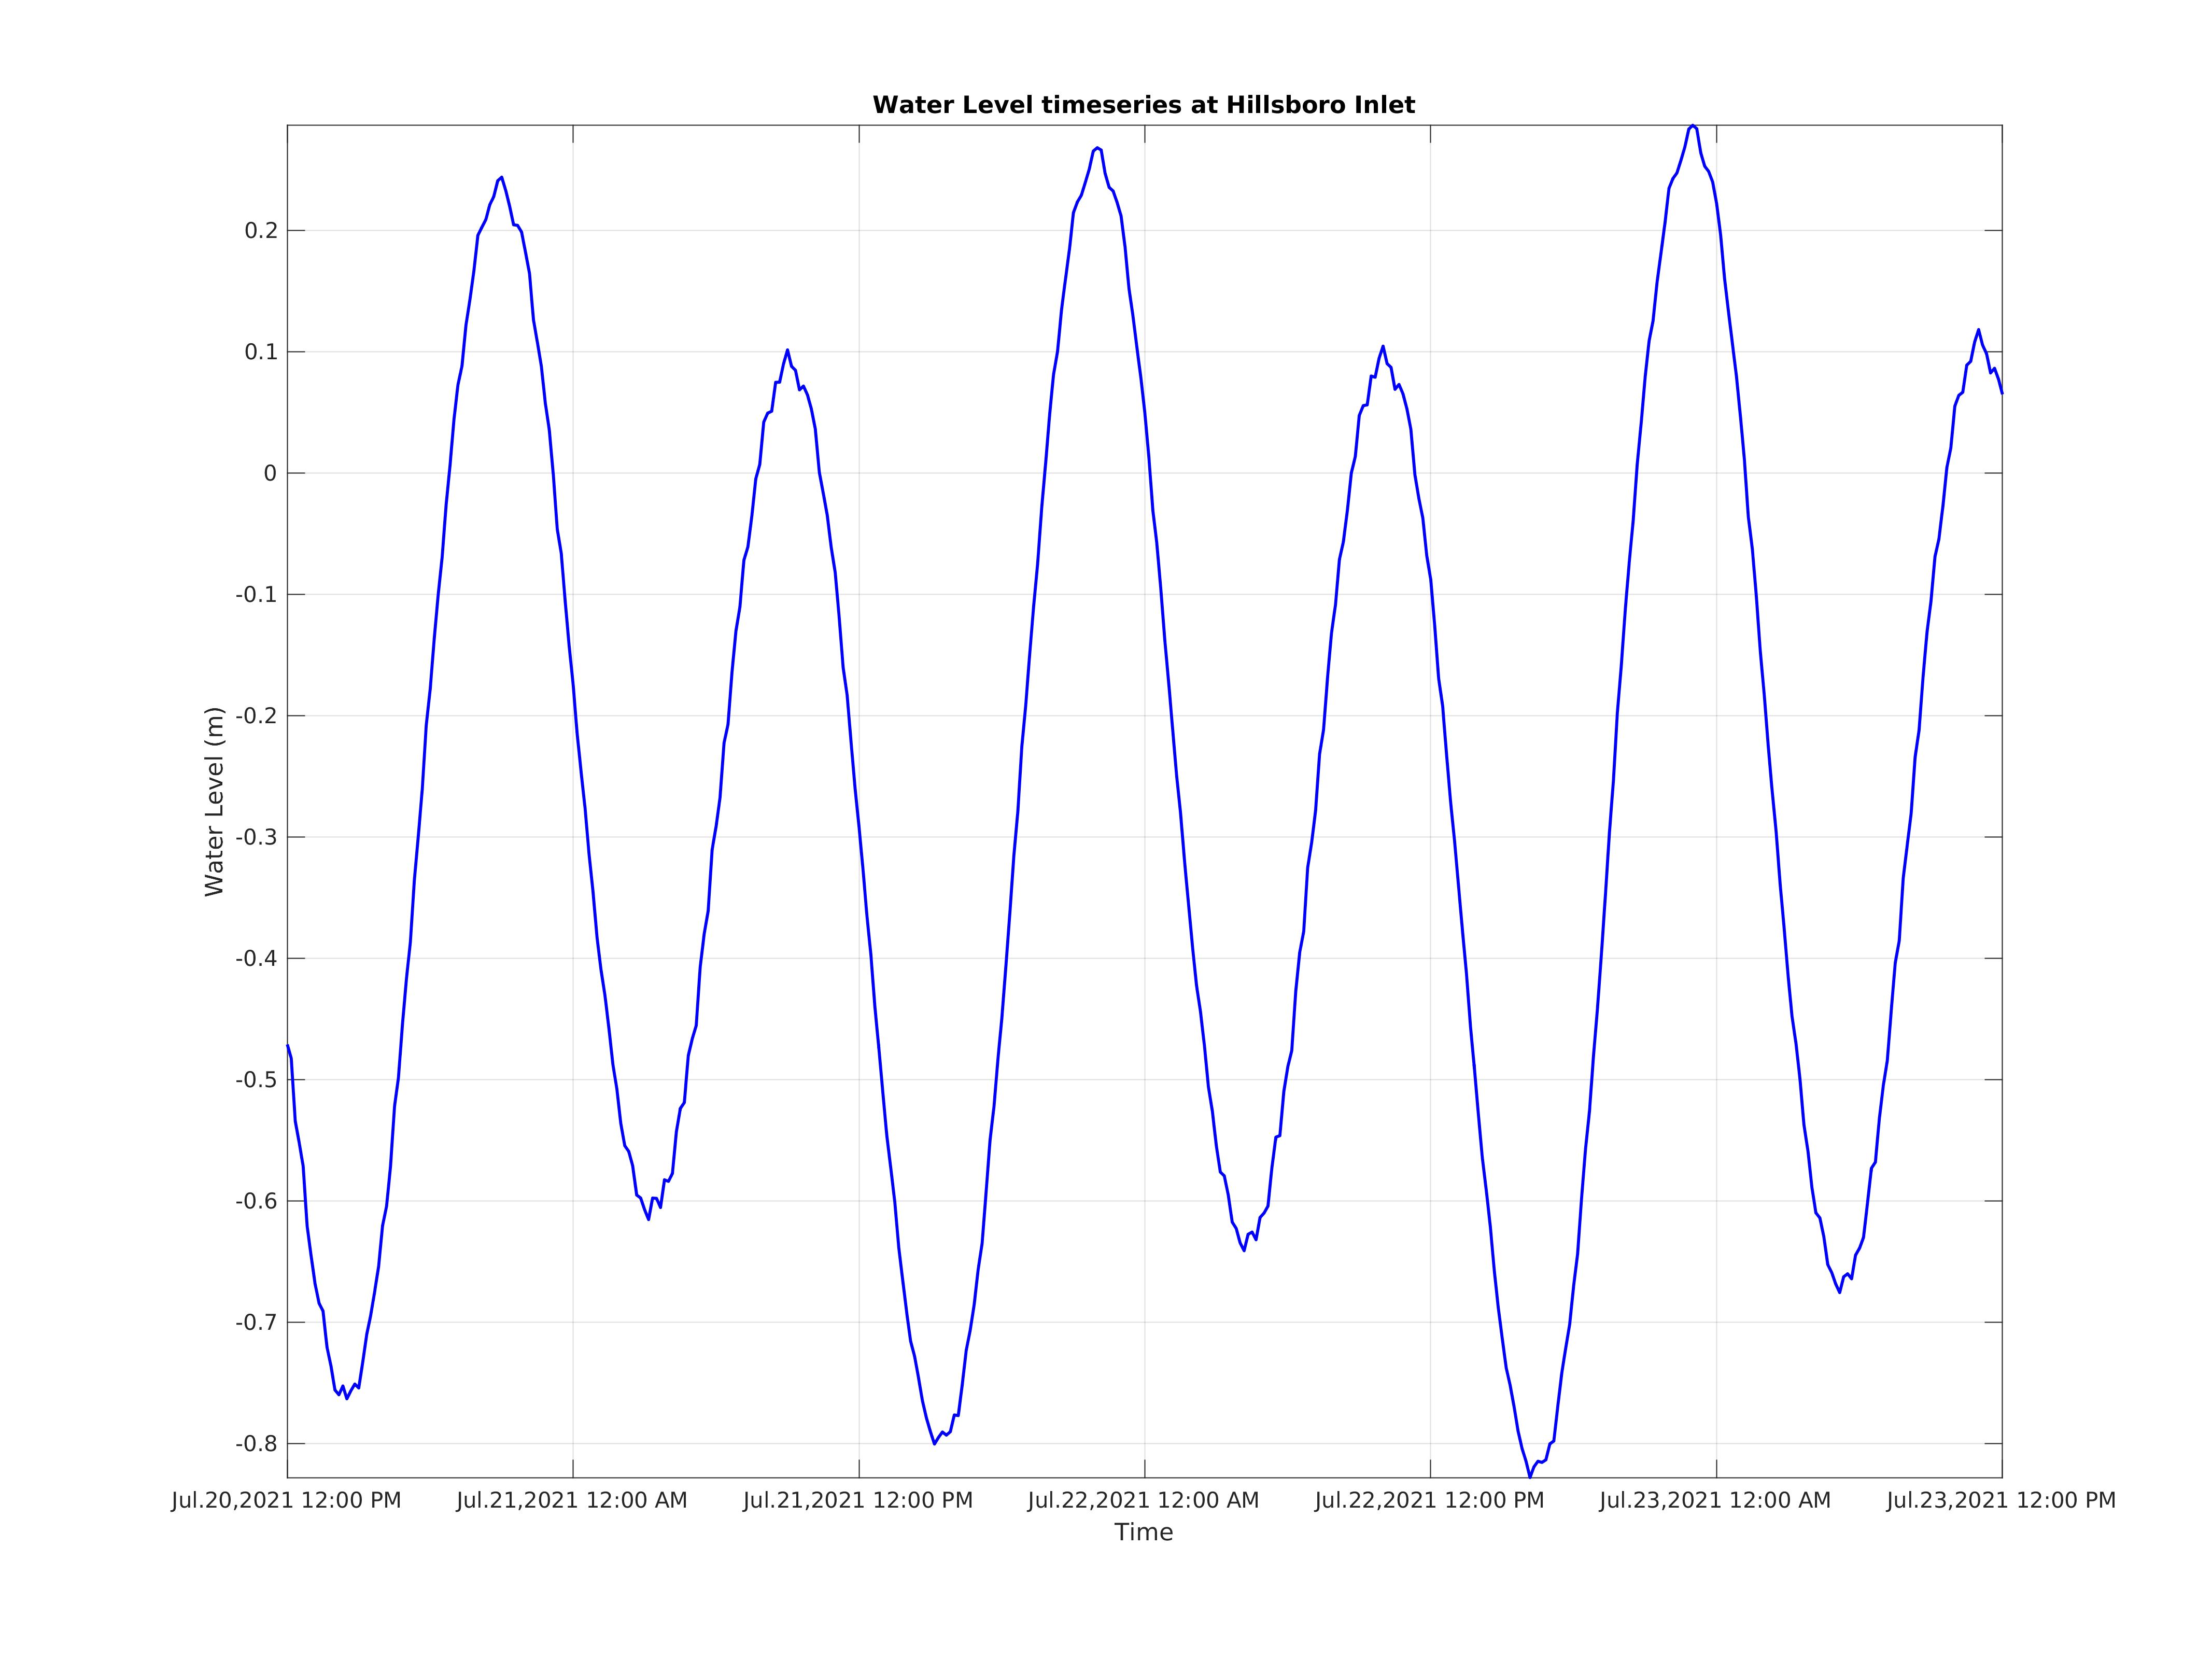 Water Level timeseries at Hillsboro Inlet
0.2
0.1
0
-0.1
-0.2
-0.3
-0.4
-0.5
-0.6
-0.7
-0.8
Water Level (m)
Jul.20,2021 12:00 PM
Jul.21,2021 12:00 AM
Jul.21,2021 12:00 PM
Jul.22,2021 12:00 AM
Jul.22,2021 12:00 PM
Jul.23,2021 12:00 AM
Jul.23,2021 12:00 PM
Time